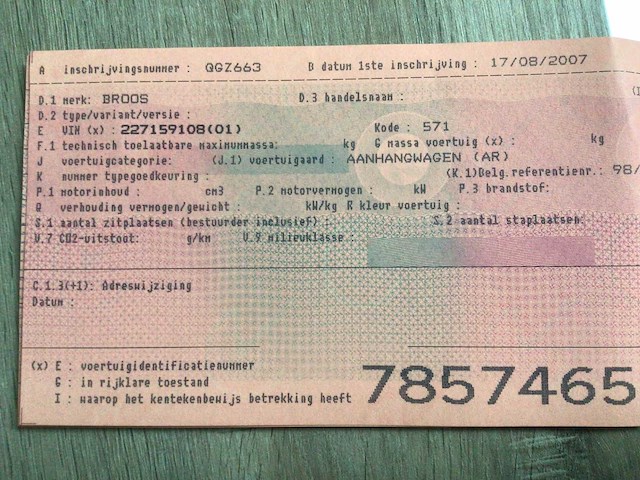 A inschrijvingsnummer : QGZ663 B datum 1ste inschrijving : 17/08/2007
D.1 merk: BROOS D.3 handelsnaam : (I
D.2 type/variant/versie :
E VIN (x) : 227159108(01) Kode : 571
F.1 technisch toelaatbare maximummassa: kg G massa voertuig (x) : kg
J voertuigcategorie: (J.1) voertuigaard : AANHANGWAGEN (AR)
K nummer typegoedkeuring : (K.1)Belg.referentienr.: 98/
P.1 motorinhoud : cm3 P.2 motorvermogen : kW P.3 brandstof:
Q verhouding vermogen/gewicht : kW/kg R kleur voertuig :
S.1 aantal zitplaatsen (bestuurder inclusief) : S.2 aantal staplaatsen:
V.7 CO2-uitstoot: g/km V.9 milieuklasse :
C.1.3(+1): Adreswijziging
Datum :
(x) E : voertuigidentificatienummer
G : in rijklare toestand
I : waarop het kentekenbewijs betrekking heeft
7857465